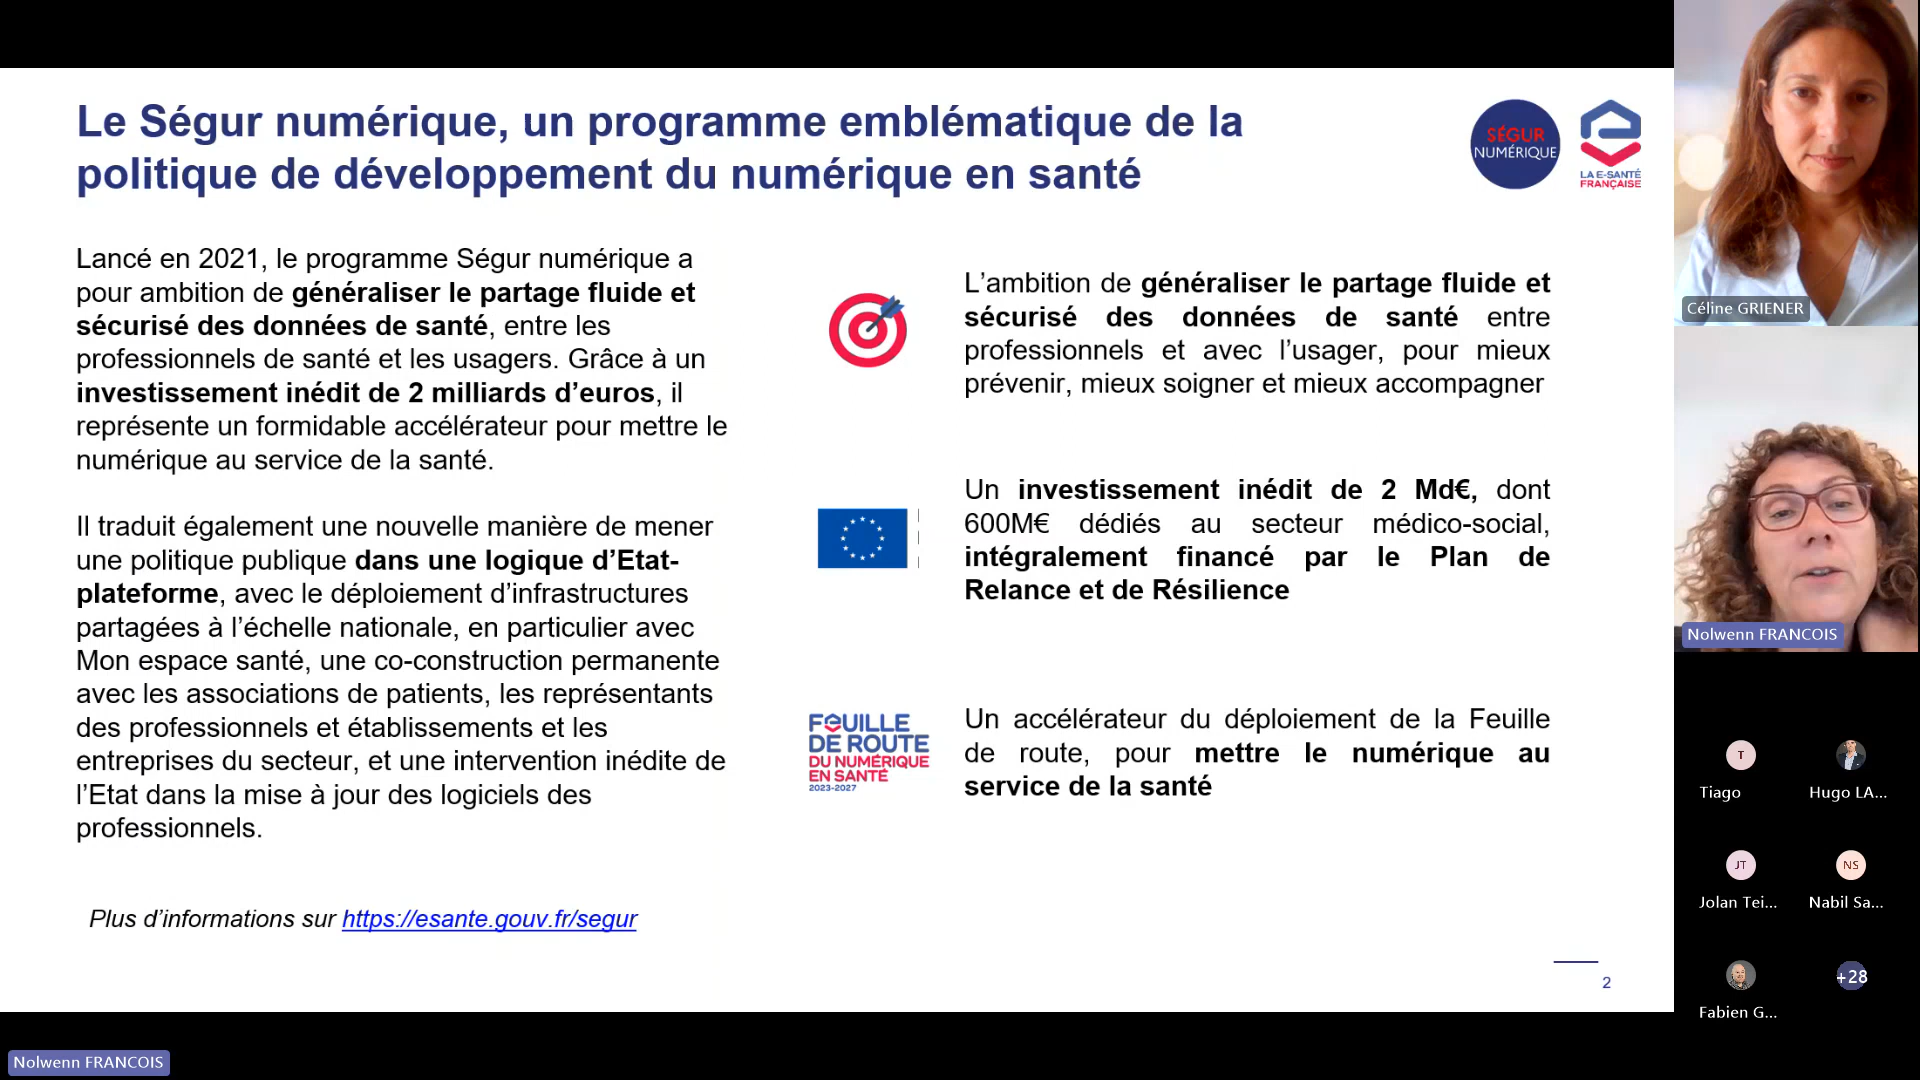 Le Ségur numérique, un programme emblématique de la
politique de développement du numérique en santé
SÉGUR
NUMÉRIQUE
LA E-SANTÉ
FRANÇAISE
Lancé en 2021, le programme Ségur numérique a
pour ambition de généraliser le partage fluide et
sécurisé des données de santé, entre les
professionnels de santé et les usagers. Grâce à un
investissement inédit de 2 milliards d’euros, il
représente un formidable accélérateur pour mettre le
numérique au service de la santé.
Il traduit également une nouvelle manière de mener
une politique publique dans une logique d’Etat-
plateforme, avec le déploiement d’infrastructures
partagées à l’échelle nationale, en particulier avec
Mon espace santé, une co-construction permanente
avec les associations de patients, les représentants
des professionnels et établissements et les
entreprises du secteur, et une intervention inédite de
l’Etat dans la mise à jour des logiciels des
professionnels.
Plus d’informations sur https://esante.gouv.fr/segur
L’ambition de généraliser le partage fluide et
sécurisé des données de santé entre
professionnels et avec l’usager, pour mieux
prévenir, mieux soigner et mieux accompagner
Un investissement inédit de 2 Md€, dont
600M€ dédiés au secteur médico-social,
intégralement financé par le Plan de
Relance et de Résilience
FEUILLE
DE ROUTE
DU NUMÉRIQUE
EN SANTÉ
2023-2027
Un accélérateur du déploiement de la Feuille
de route, pour mettre le numérique au
service de la santé
2
Céline GRIENER
Nolwenn FRANCOIS
T
Tiago
Hugo LA...
JT
Jolan Tei...
NS
Nabil Sa...
Fabien G...
+28
Nolwenn FRANCOIS